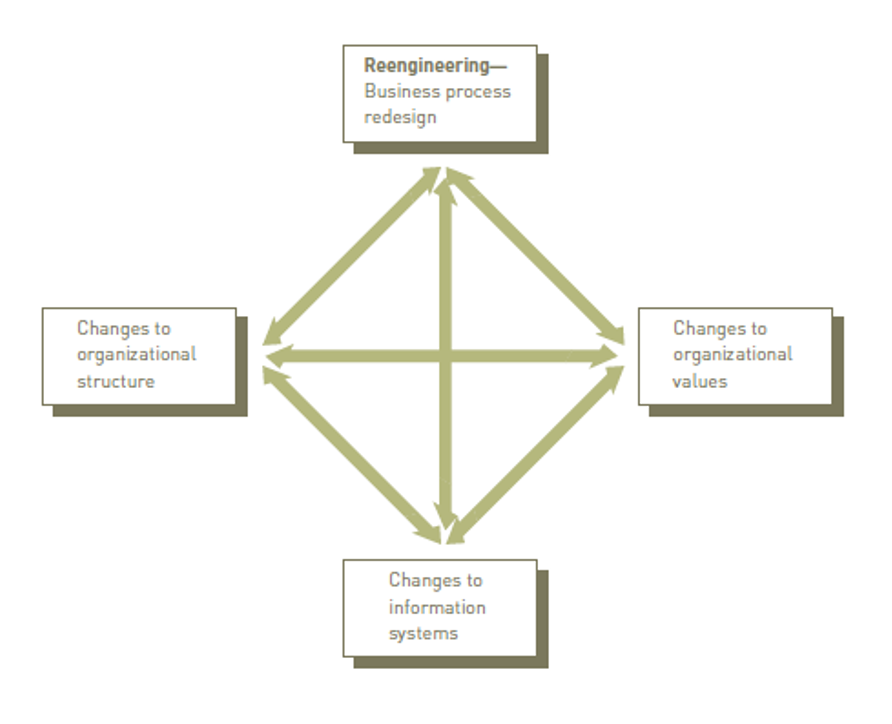 Reengineering—
Business process
redesign
Changes to
organizational
structure
Changes to
organizational
values
Changes to
information
systems